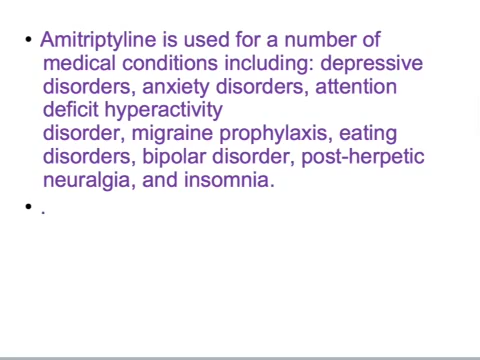 • Amitriptyline is used for a number of
medical conditions including: depressive
disorders, anxiety disorders, attention
deficit hyperactivity
disorder, migraine prophylaxis, eating
disorders, bipolar disorder, post-herpetic
neuralgia, and insomnia.
• .